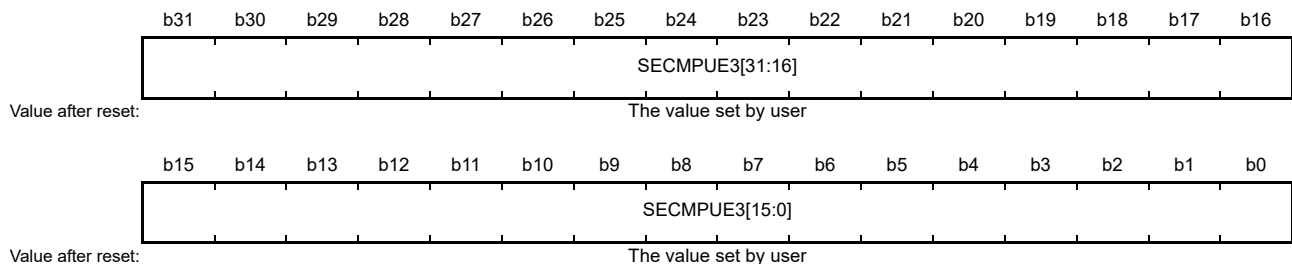 b31 b30 b29 b28 b27 b26 b25 b24 b23 b22 b21 b20 b19 b18 b17 b16
SECMPUE3[31:16]
Value after reset: The value set by user
b15 b14 b13 b12 b11 b10 b9 b8 b7 b6 b5 b4 b3 b2 b1 b0
SECMPUE3[15:0]
Value after reset: The value set by user